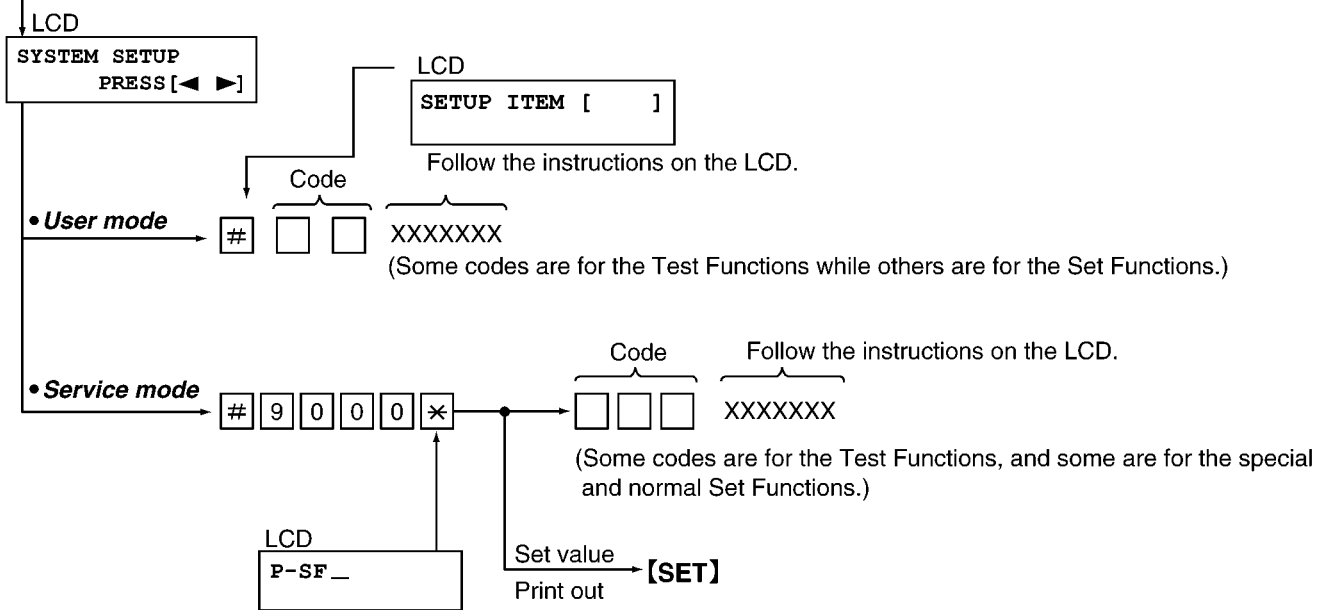 LCD
SYSTEM SETUP
PRESS[◄ ►]
LCD
SETUP ITEM [ ]
Follow the instructions on the LCD.
Code
• User mode
# □ □ XXXXXXX
(Some codes are for the Test Functions while others are for the Set Functions.)
Code Follow the instructions on the LCD.
• Service mode
# 9 0 0 0 * □ □ □ XXXXXXX
(Some codes are for the Test Functions, and some are for the special
and normal Set Functions.)
LCD
P-SF_
Set value
Print out
【SET】